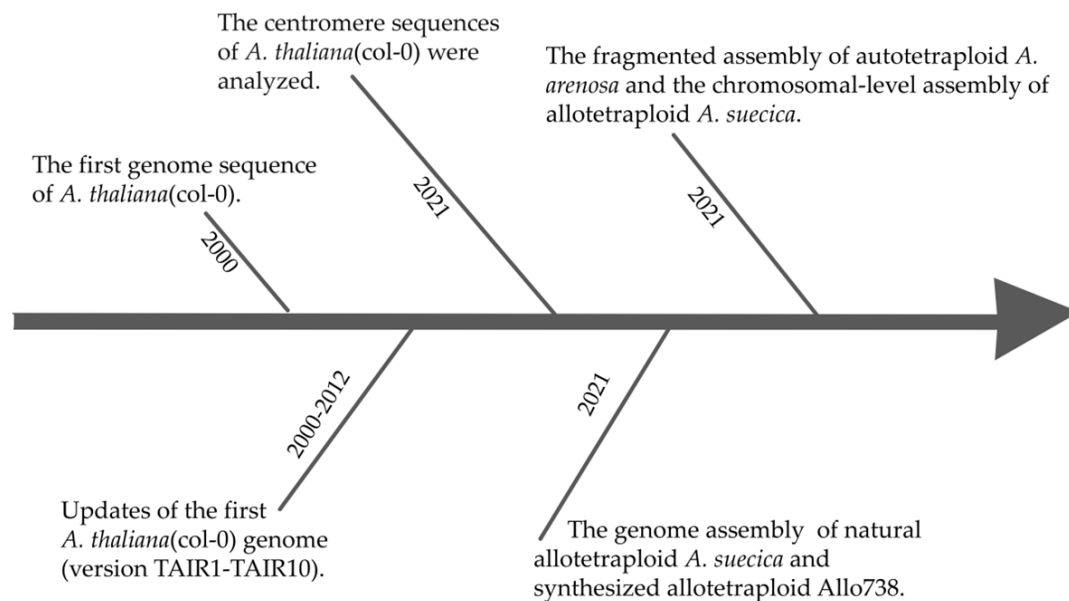 The centromere sequences
of A. thaliana(col-0) were
analyzed.
2021
The fragmented assembly of autotetraploid A.
arenosa and the chromosomal-level assembly of
allotetraploid A. suecica.
2021
The first genome sequence
of A. thaliana(col-0).
2000
2000-2012
Updates of the first
A. thaliana(col-0) genome
(version TAIR1-TAIR10).
2021
The genome assembly of natural
allotetraploid A. suecica and
synthesized allotetraploid Allo738.